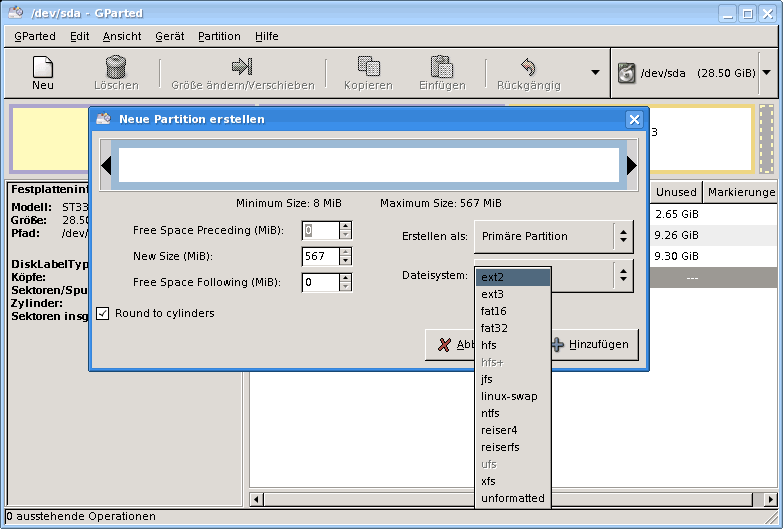 /dev/sda - GParted
GParted Edit Ansicht Gerät Partition Hilfe
Neu Löschen Größe ändern/Verschieben Kopieren Einfügen Rückgängig /dev/sda (28.50 GiB)
3
Neue Partition erstellen
Minimum Size: 8 MiB Maximum Size: 567 MiB
Free Space Preceding (MiB): 0
New Size (MiB): 567
Free Space Following (MiB): 0
Round to cylinders
Erstellen als: Primäre Partition
Dateisystem:
ext2
ext3
fat16
fat32
hfs
hfs+
jfs
linux-swap
ntfs
reiser4
reiserfs
ufs
xfs
unformatted
Abb
Hinzufügen
Festplatteninf
Modell: ST33
Größe: 28.50
Pfad: /dev/
DiskLabelTyp
Köpfe:
Sektoren/Spu
Zylinder:
Sektoren insg
Unused Markierunge
2.65 GiB
9.26 GiB
9.30 GiB
---
0 ausstehende Operationen